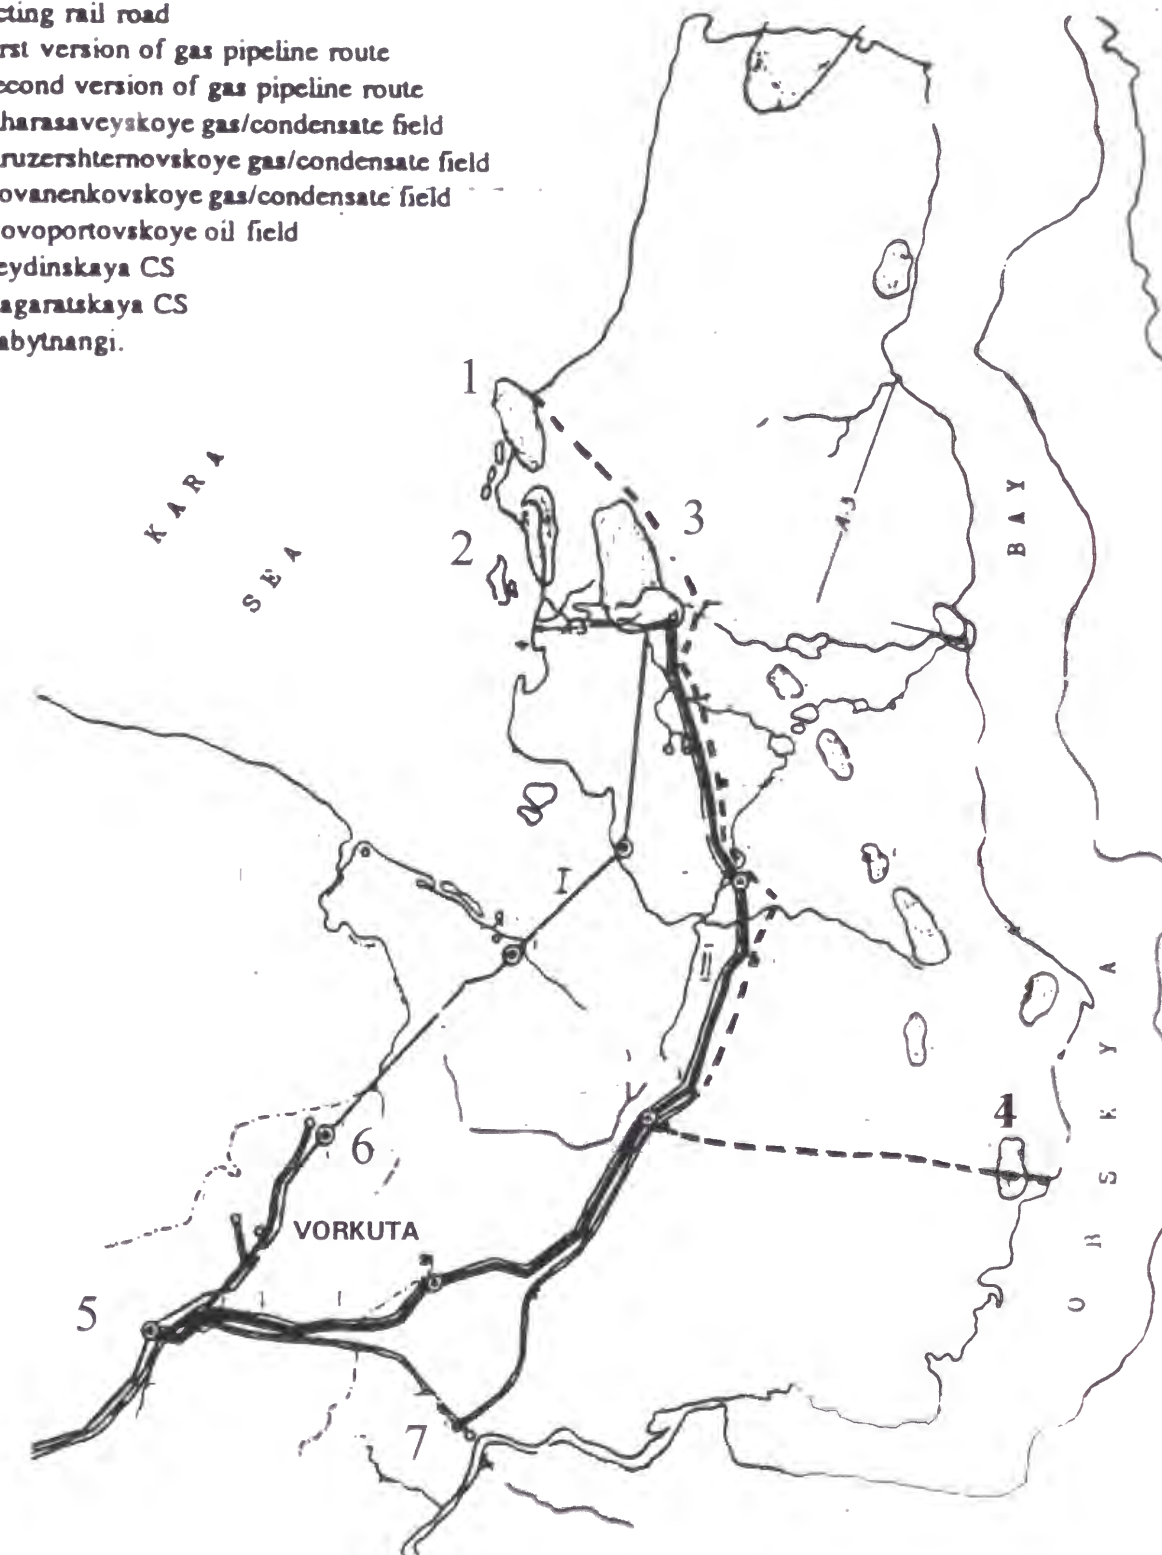 cting rail road
rst version of gas pipeline route
econd version of gas pipeline route
harasaveyskoye gas/condensate field
ruzershternovskoye gas/condensate field
ovanenkovskoye gas/condensate field
ovoportovskoye oil field
eydinskaya CS
agaratskaya CS
abytnangi.
1
KARA
SEA
2
3
BAY
I
II
4
6
VORKUTA
5
7
URSKYA